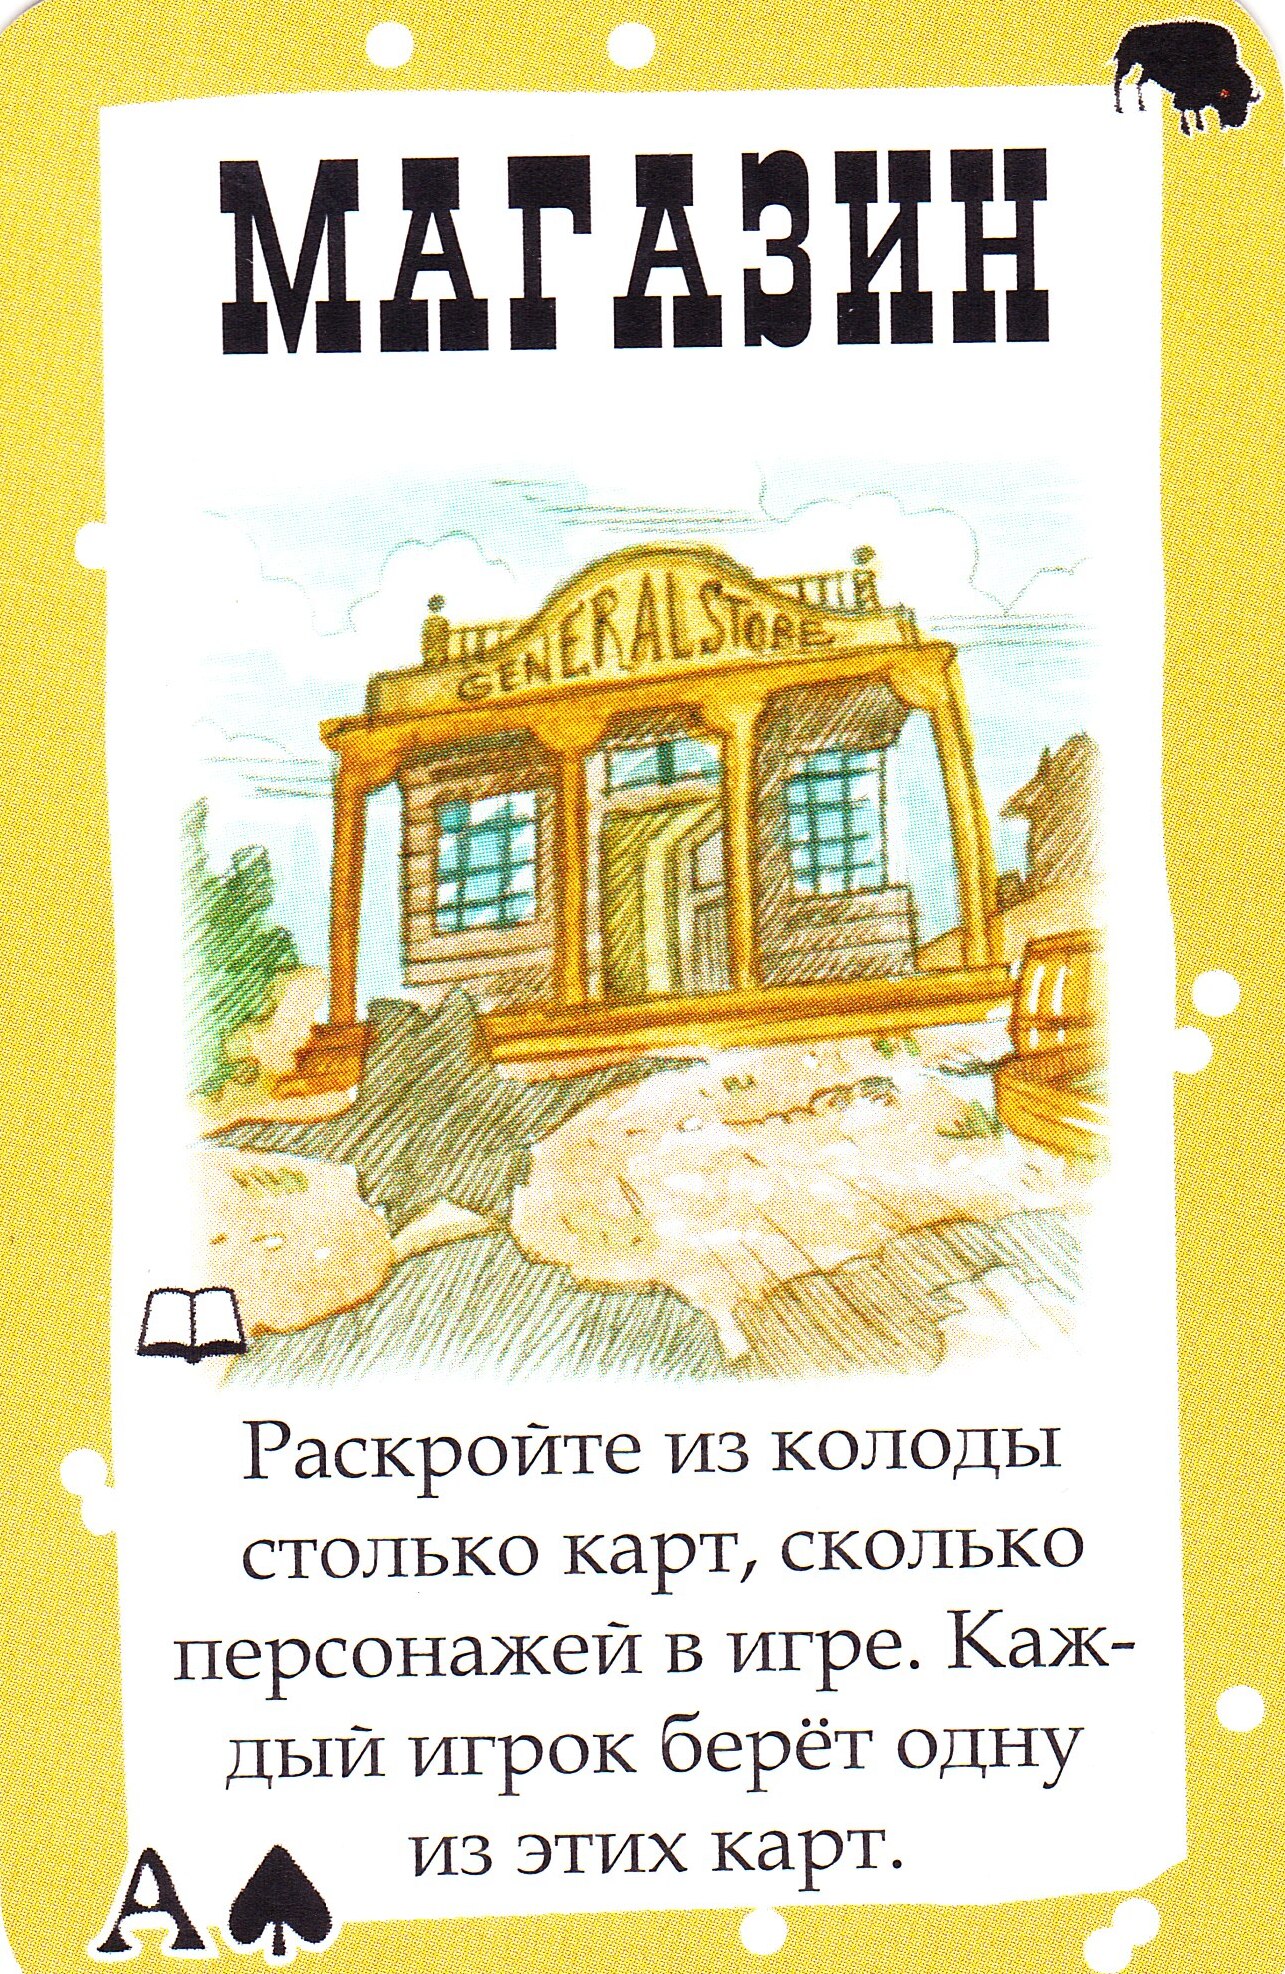 МАГАЗИН
GENERAL STORE
Раскройте из колоды
столько карт, сколько
персонажей в игре. Каж-
дый игрок берёт одну
из этих карт.
A